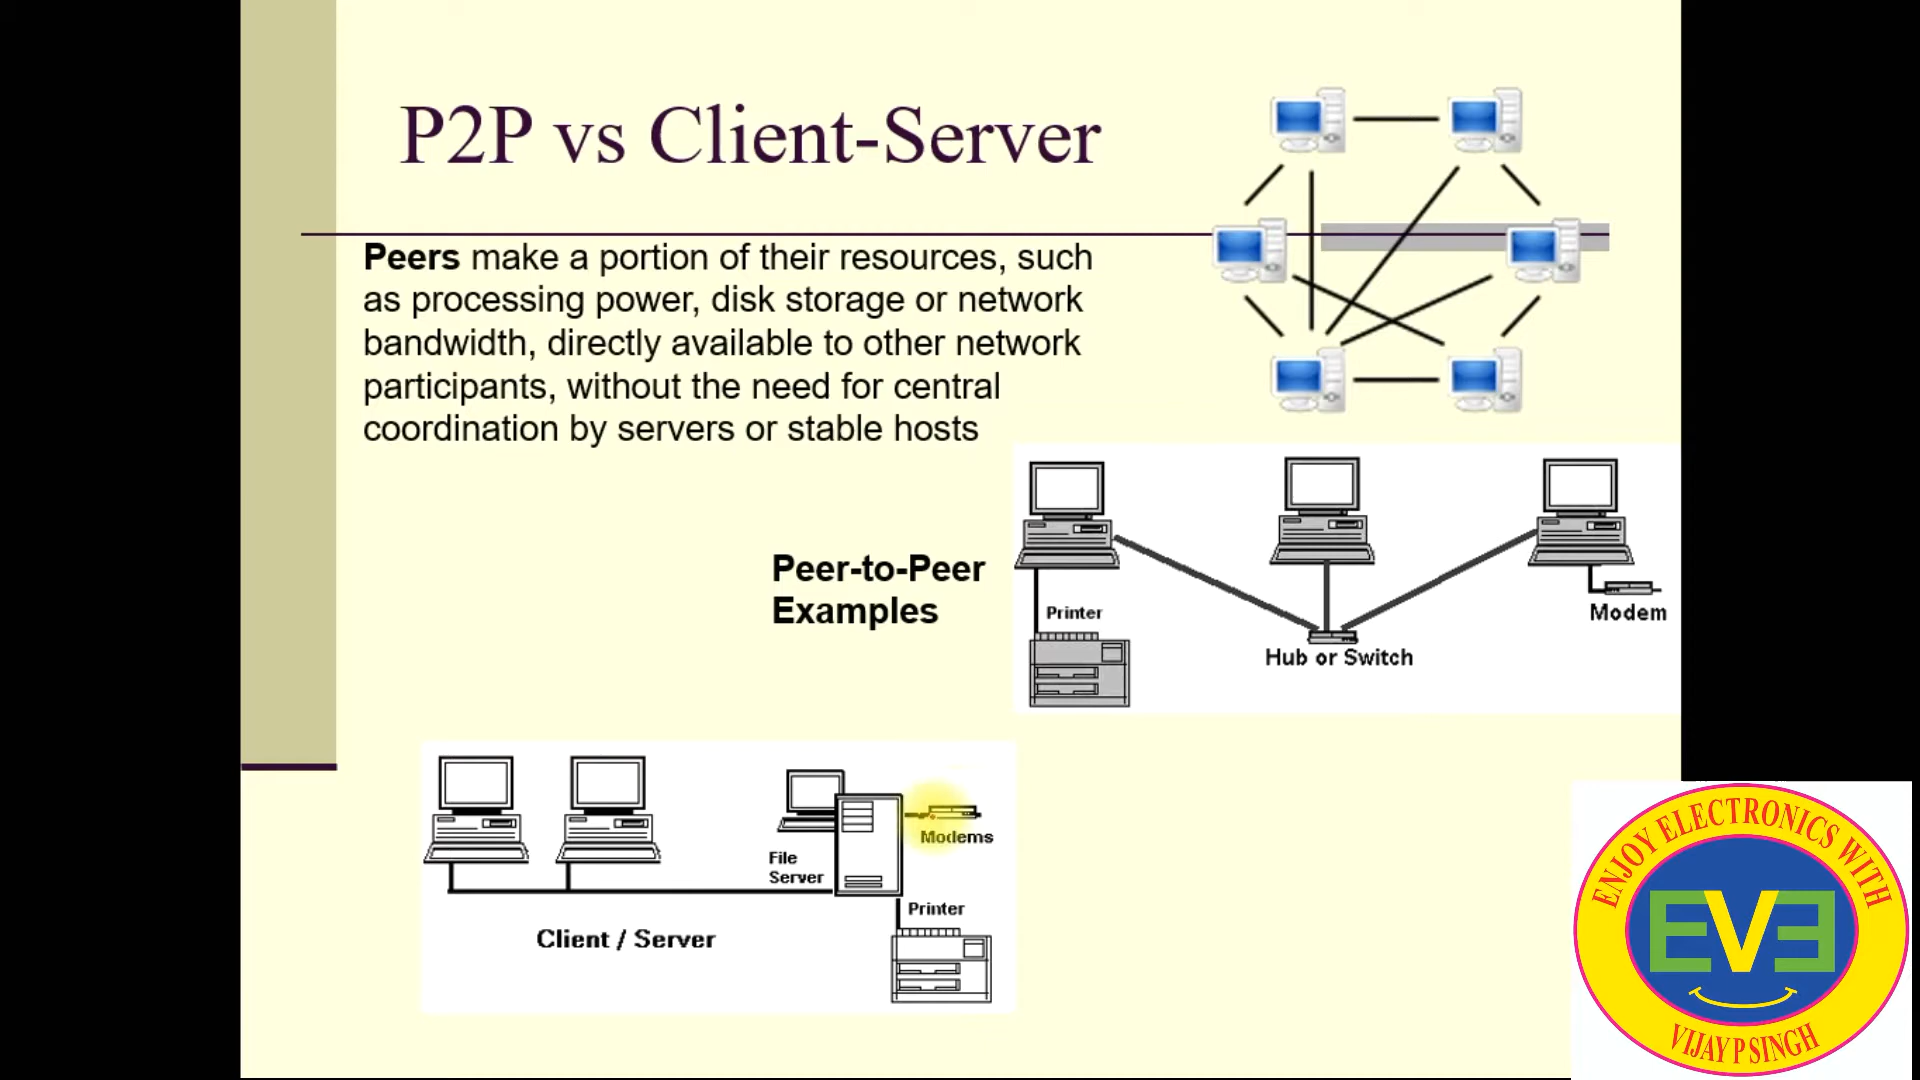 P2P vs Client-Server
Peers make a portion of their resources, such
as processing power, disk storage or network
bandwidth, directly available to other network
participants, without the need for central
coordination by servers or stable hosts
Peer-to-Peer
Examples
Printer
Hub or Switch
Modem
File
Server
Modems
Printer
Client / Server
ENJOY ELECTRONICS WITH
EVE
VIJAY P SINGH